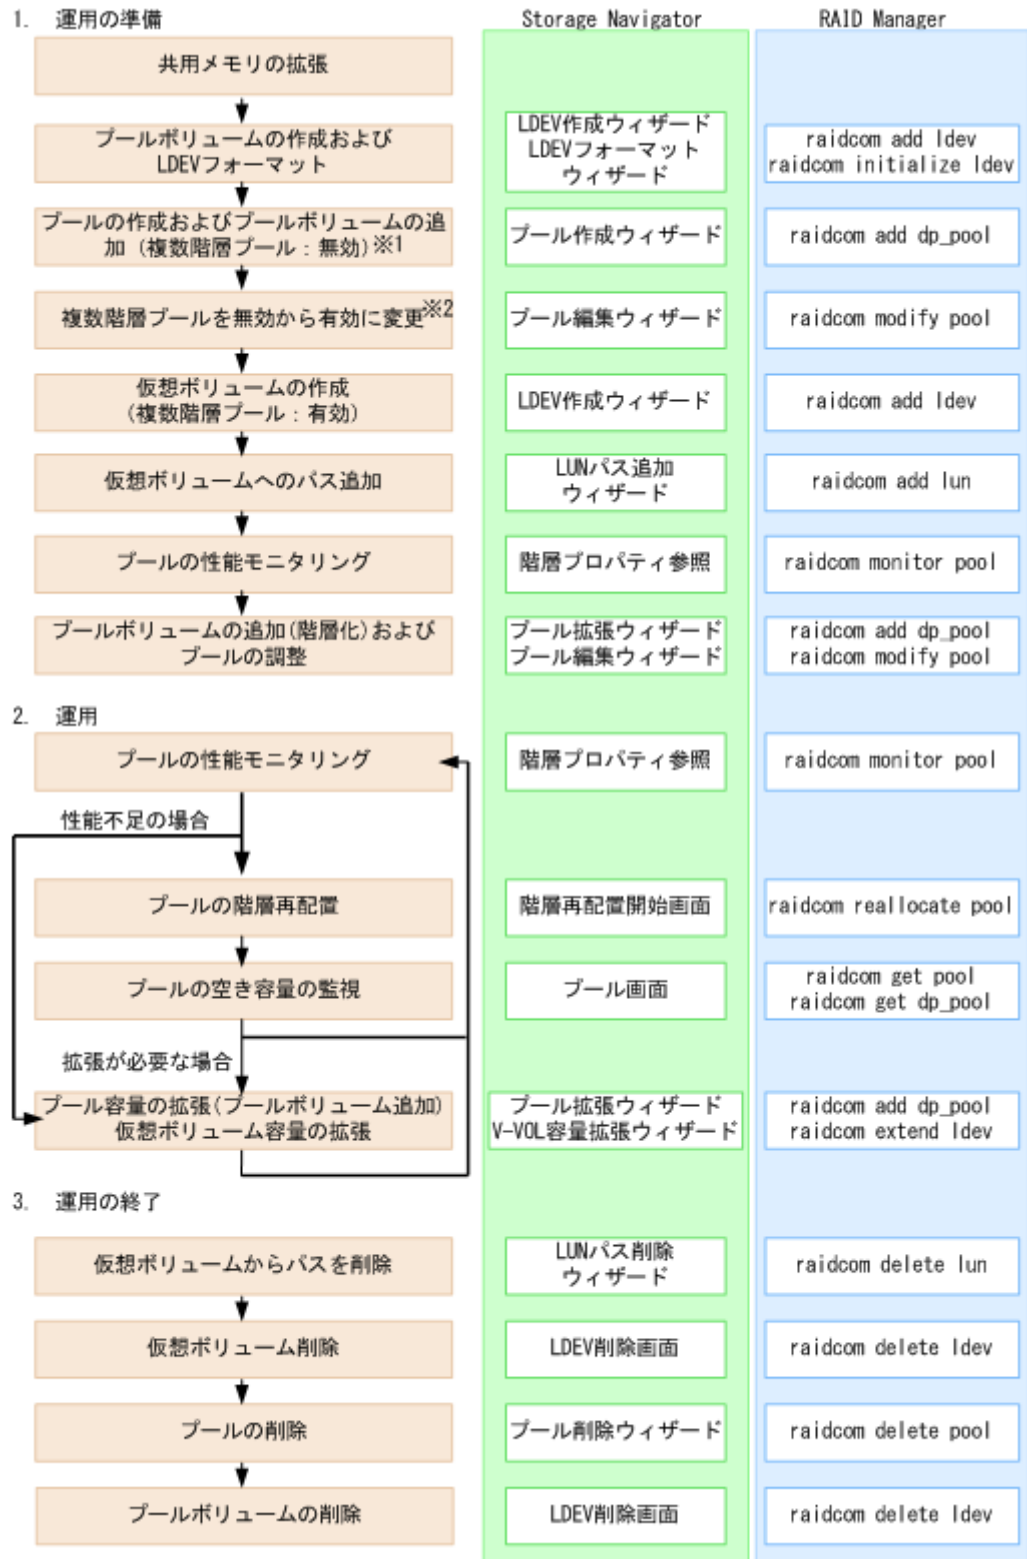 1. 運用の準備
Storage Navigator
RAID Manager
共用メモリの拡張
プールボリュームの作成および
LDEVフォーマット
LDEV作成ウィザード
LDEVフォーマット
ウィザード
raidcom add ldev
raidcom initialize ldev
プールの作成およびプールボリュームの追
加 (複数階層プール：無効)※1
プール作成ウィザード
raidcom add dp_pool
複数階層プールを無効から有効に変更※2
プール編集ウィザード
raidcom modify pool
仮想ボリュームの作成
(複数階層プール：有効)
LDEV作成ウィザード
raidcom add ldev
仮想ボリュームへのパス追加
LUNパス追加
ウィザード
raidcom add lun
プールの性能モニタリング
階層プロパティ参照
raidcom monitor pool
プールボリュームの追加(階層化)および
プールの調整
プール拡張ウィザード
プール編集ウィザード
raidcom add dp_pool
raidcom modify pool
2. 運用
プールの性能モニタリング
階層プロパティ参照
raidcom monitor pool
性能不足の場合
プールの階層再配置
階層再配置開始画面
raidcom reallocate pool
プールの空き容量の監視
プール画面
raidcom get pool
raidcom get dp_pool
拡張が必要な場合
プール容量の拡張(プールボリューム追加)
仮想ボリューム容量の拡張
プール拡張ウィザード
V-VOL容量拡張ウィザード
raidcom add dp_pool
raidcom extend ldev
3. 運用の終了
仮想ボリュームからパスを削除
LUNパス削除
ウィザード
raidcom delete lun
仮想ボリューム削除
LDEV削除画面
raidcom delete ldev
プールの削除
プール削除ウィザード
raidcom delete pool
プールボリュームの削除
LDEV削除画面
raidcom delete ldev